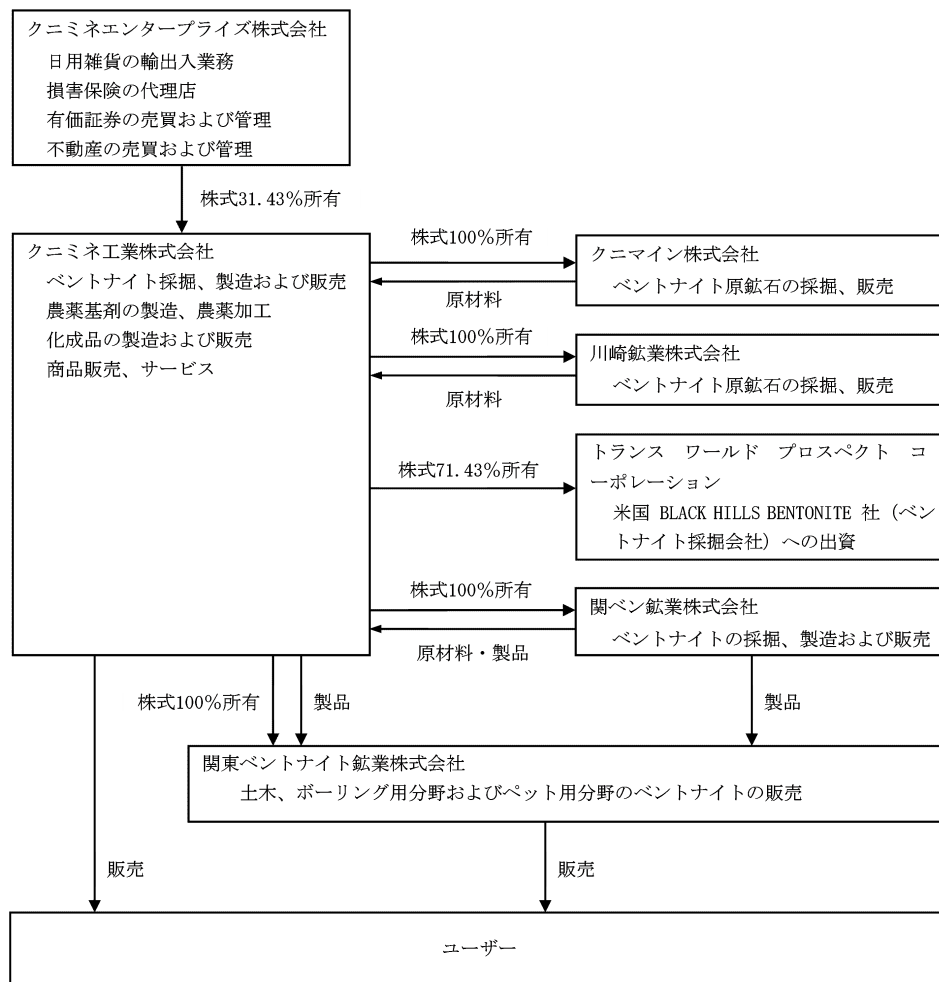 クニミネエンタープライズ株式会社
日用雑貨の輸出入業務
損害保険の代理店
有価証券の売買および管理
不動産の売買および管理
株式31.43%所有
クニミネ工業株式会社
ベントナイト採掘、製造および販売
農薬基剤の製造、農薬加工
化成品の製造および販売
商品販売、サービス
株式100%所有
原材料
クニマイン株式会社
ベントナイト原鉱石の採掘、販売
株式100%所有
原材料
川崎鉱業株式会社
ベントナイト原鉱石の採掘、販売
株式71.43%所有
トランス　ワールド　プロスペクト　コ
ーポレーション
米国 BLACK HILLS BENTONITE 社（ベン
トナイト採掘会社）への出資
株式100%所有
原材料・製品
関ベン鉱業株式会社
ベントナイトの採掘、製造および販売
株式100%所有
製品
製品
関東ベントナイト鉱業株式会社
土木、ボーリング用分野およびペット用分野のベントナイトの販売
販売
販売
ユーザー